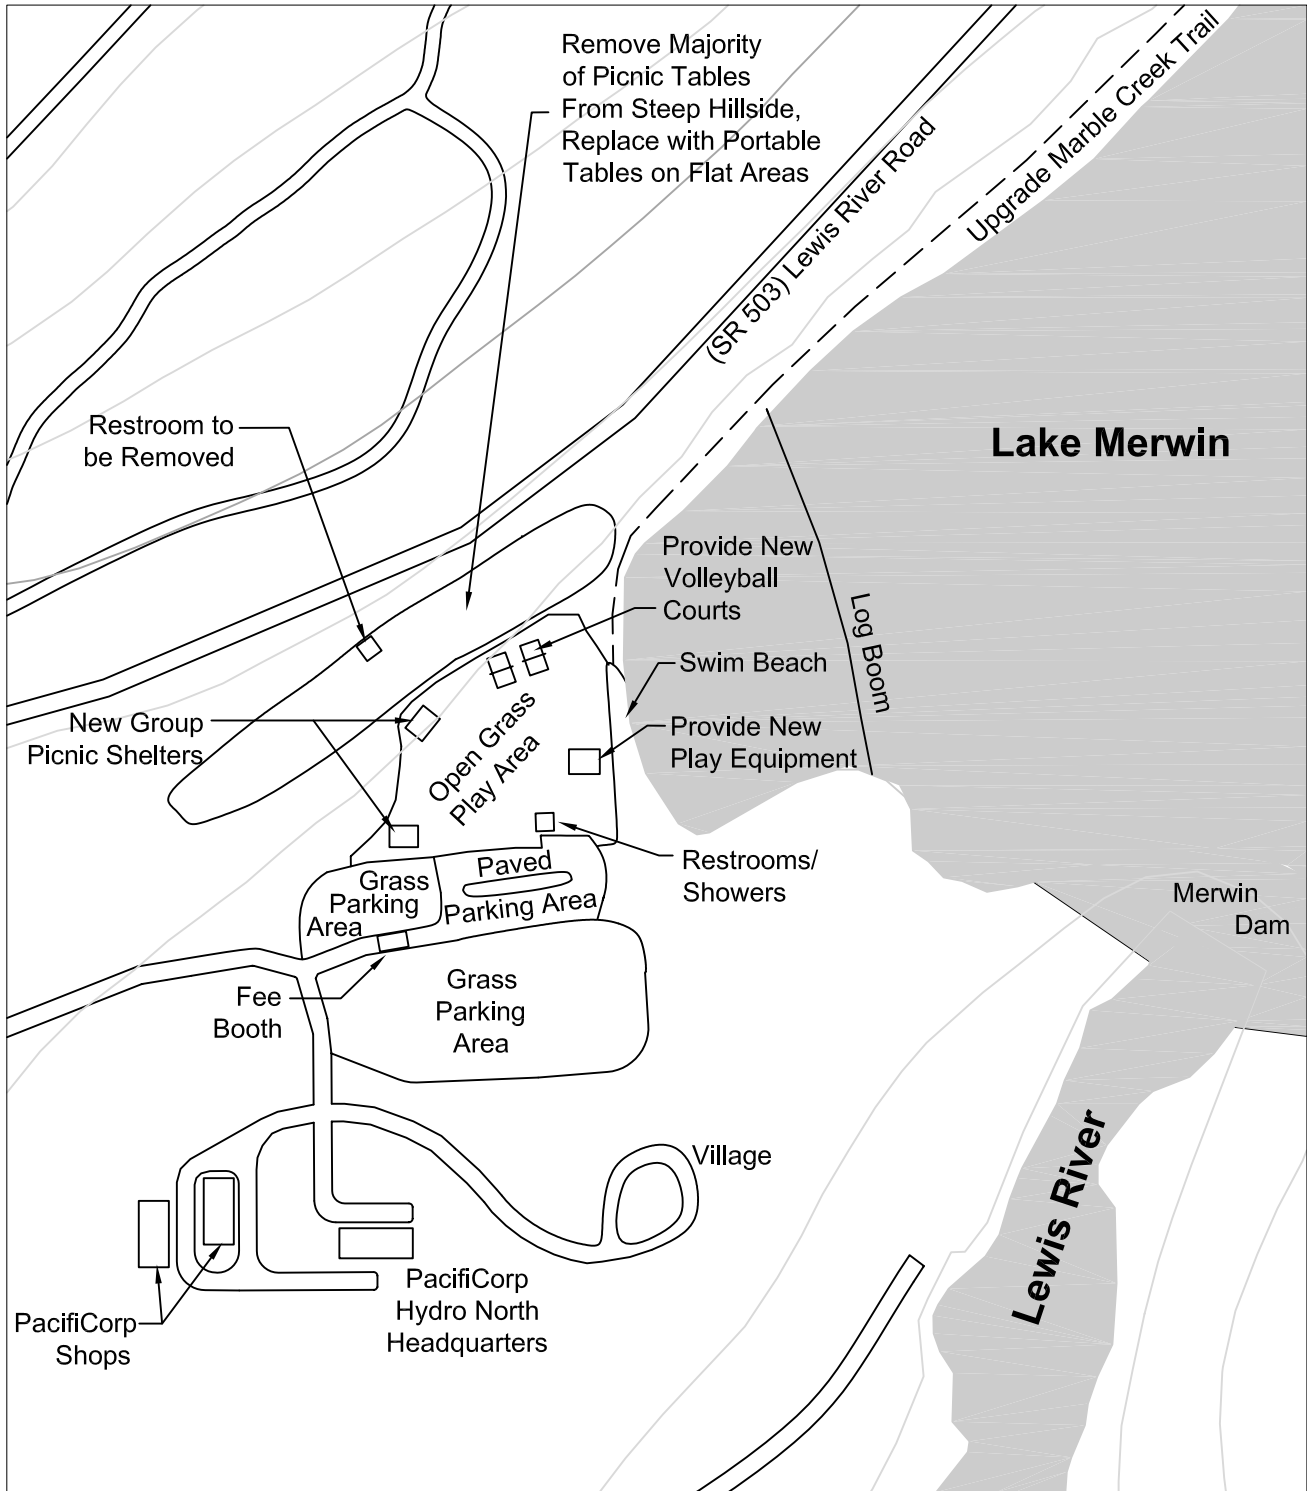 Remove Majority
of Picnic Tables
From Steep Hillside,
Replace with Portable
Tables on Flat Areas
Upgrade Marble Creek Trail
(SR 503) Lewis River Road
Restroom to
be Removed
Lake Merwin
Provide New
Volleyball
Courts
Log Boom
Swim Beach
New Group
Picnic Shelters
Open Grass
Play Area
Provide New
Play Equipment
Restrooms/
Showers
Paved
Parking Area
Grass
Parking
Area
Merwin
Dam
Fee
Booth
Grass
Parking
Area
Village
Lewis River
PacifiCorp
Shops
PacifiCorp
Hydro North
Headquarters